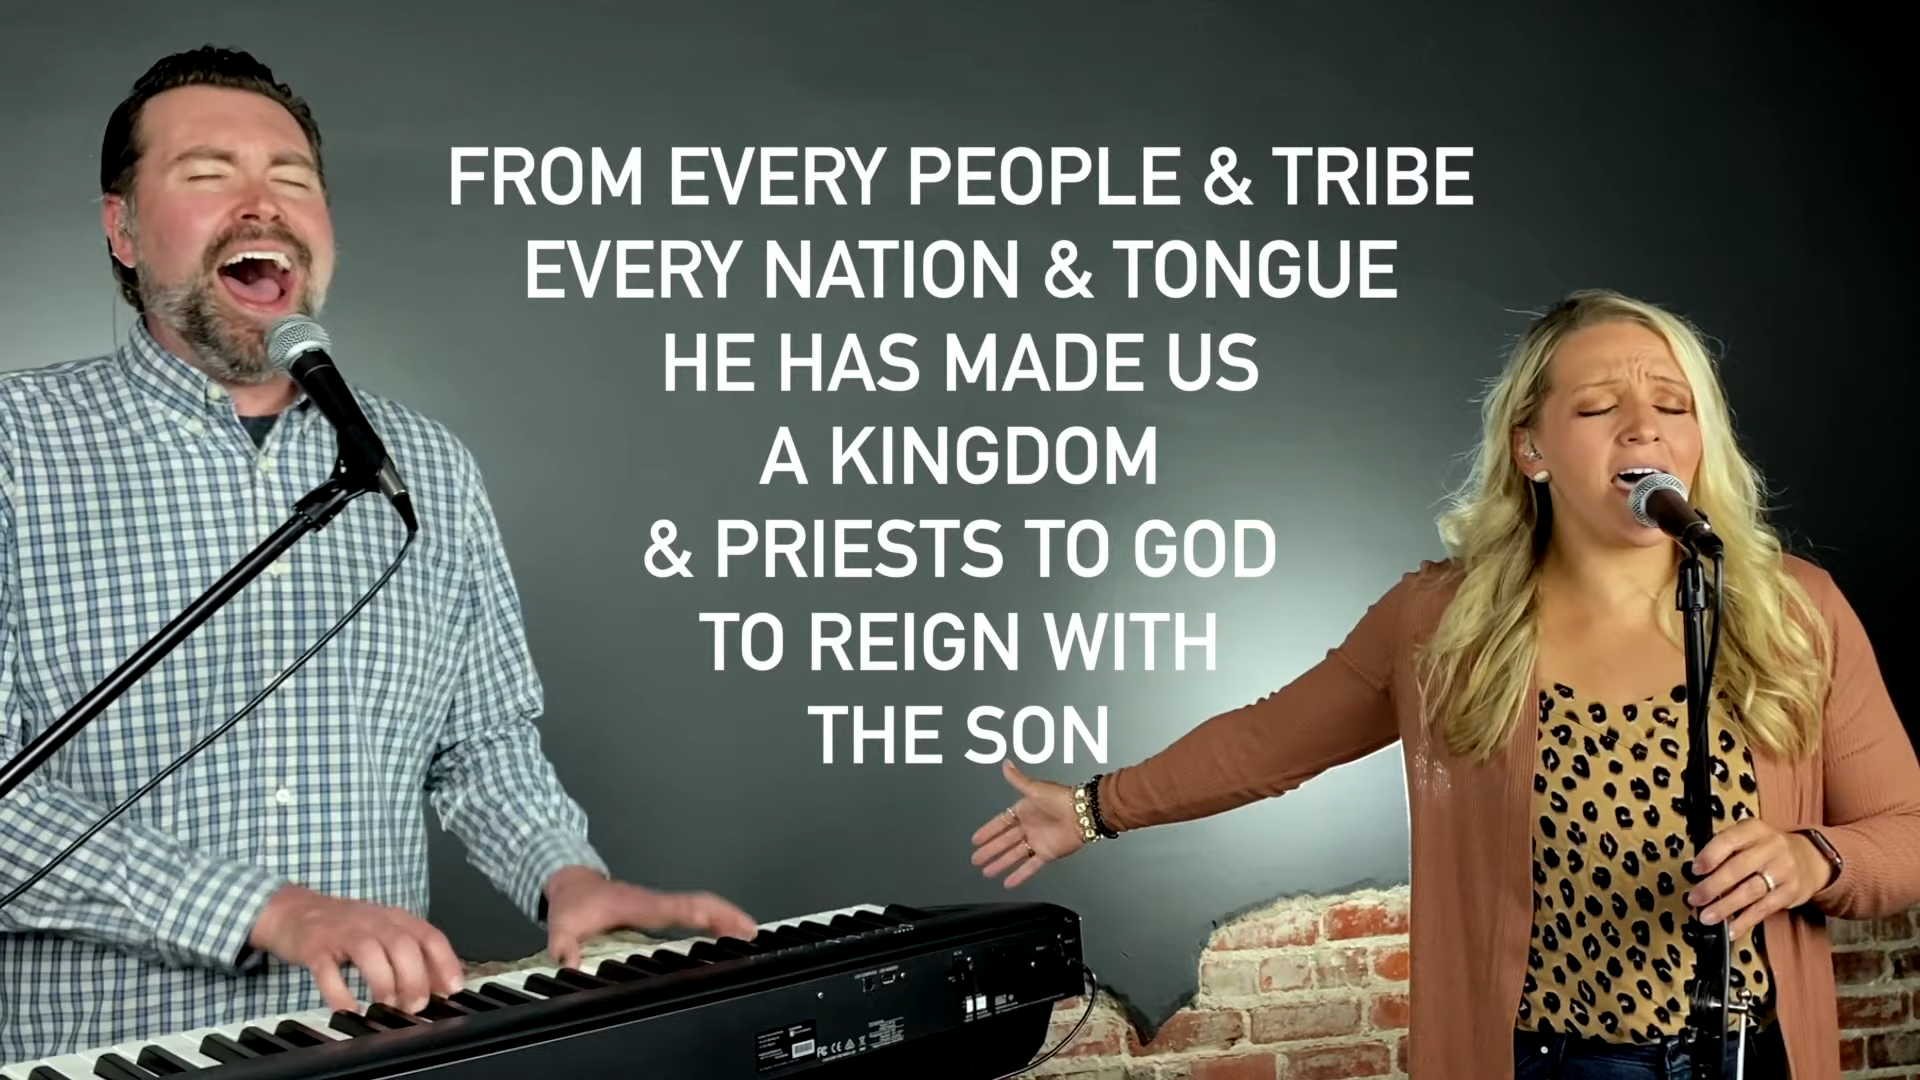 FROM EVERY PEOPLE & TRIBE
EVERY NATION & TONGUE
HE HAS MADE US
A KINGDOM
& PRIESTS TO GOD
TO REIGN WITH
THE SON